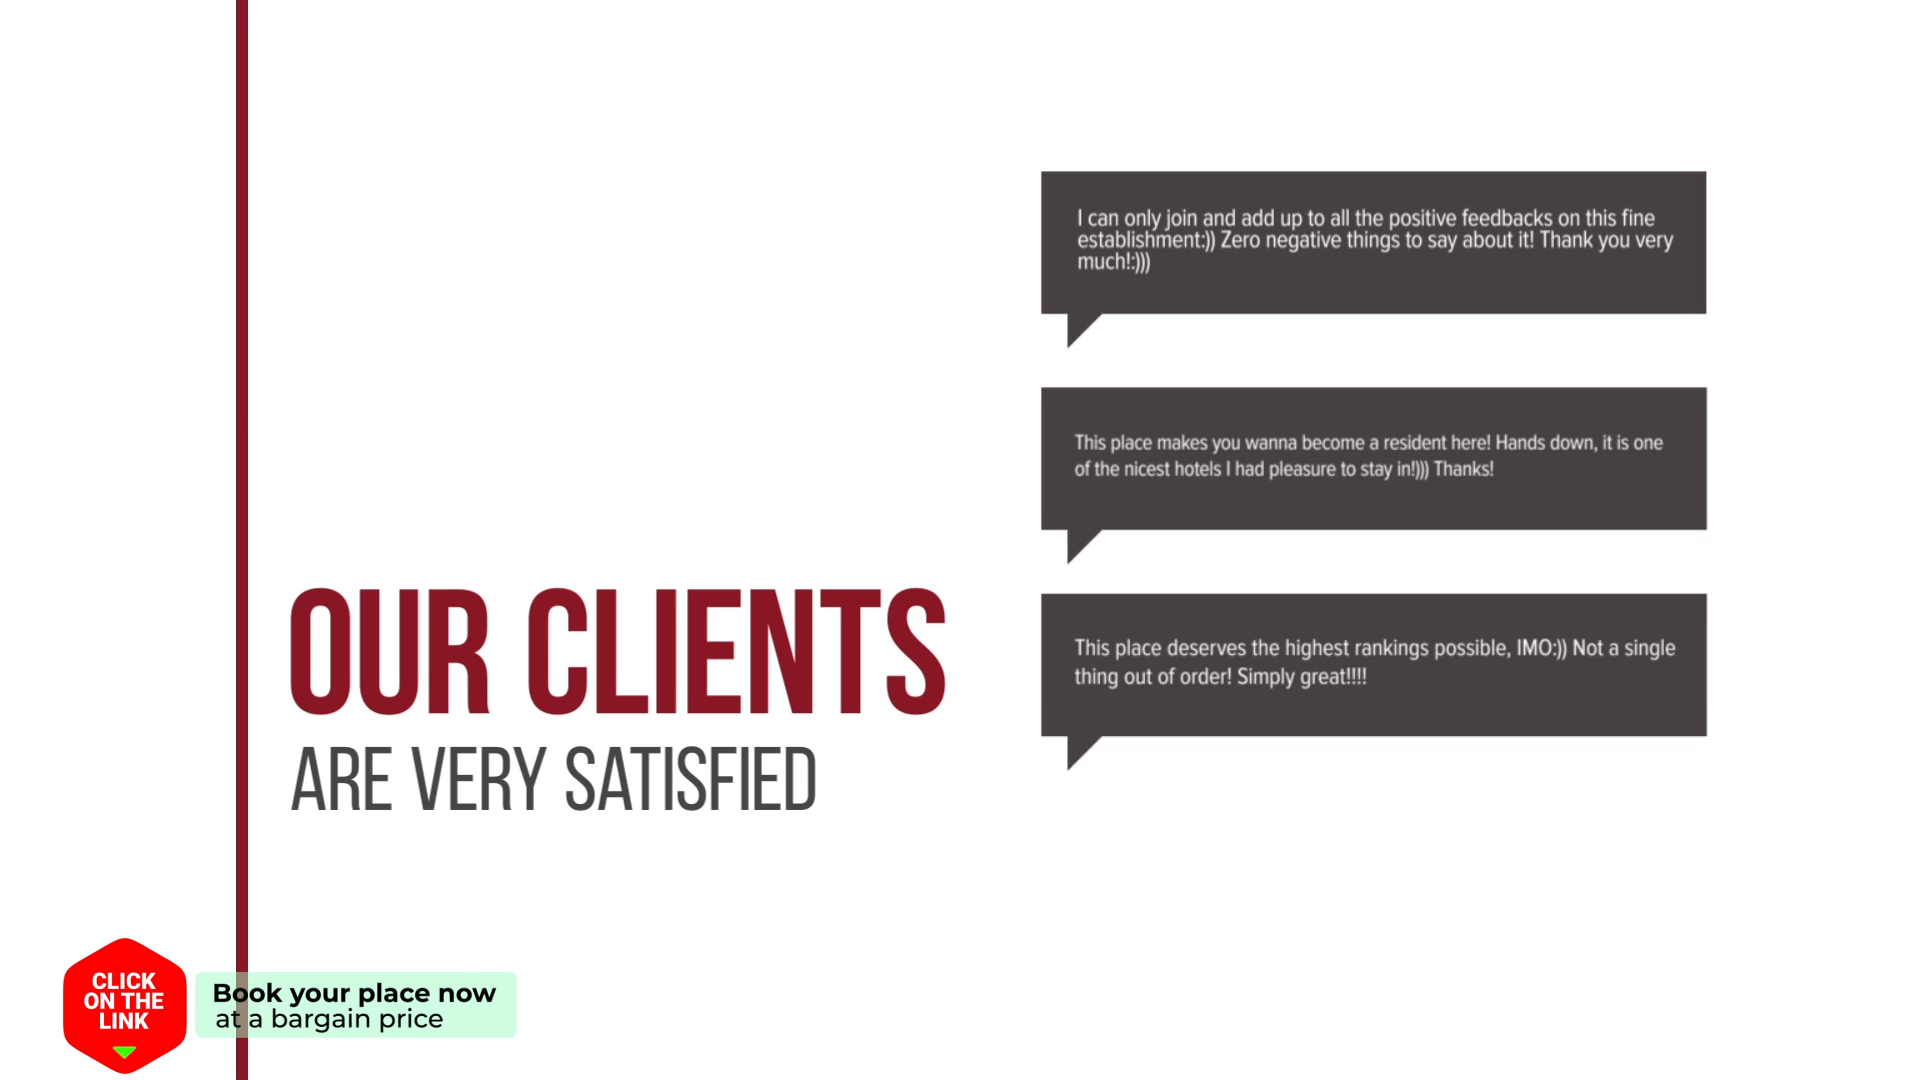 I can only join and add up to all the positive feedbacks on this fine
establishment:)) Zero negative things to say about it! Thank you very
much!:)))
This place makes you wanna become a resident here! Hands down, it is one
of the nicest hotels I had pleasure to stay in!))) Thanks!
This place deserves the highest rankings possible, IMO:)) Not a single
thing out of order! Simply great!!!!
OUR CLIENTS
ARE VERY SATISFIED
CLICK
ON THE
LINK
Book your place now
at a bargain price